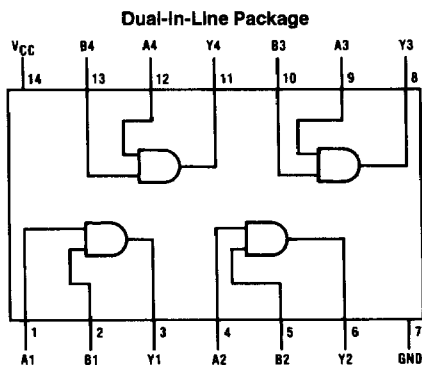 Dual-In-Line Package
VCC B4 A4 Y4 B3 A3 Y3
14 13 12 11 10 9 8
1 2 3 4 5 6 7
A1 B1 Y1 A2 B2 Y2 GND